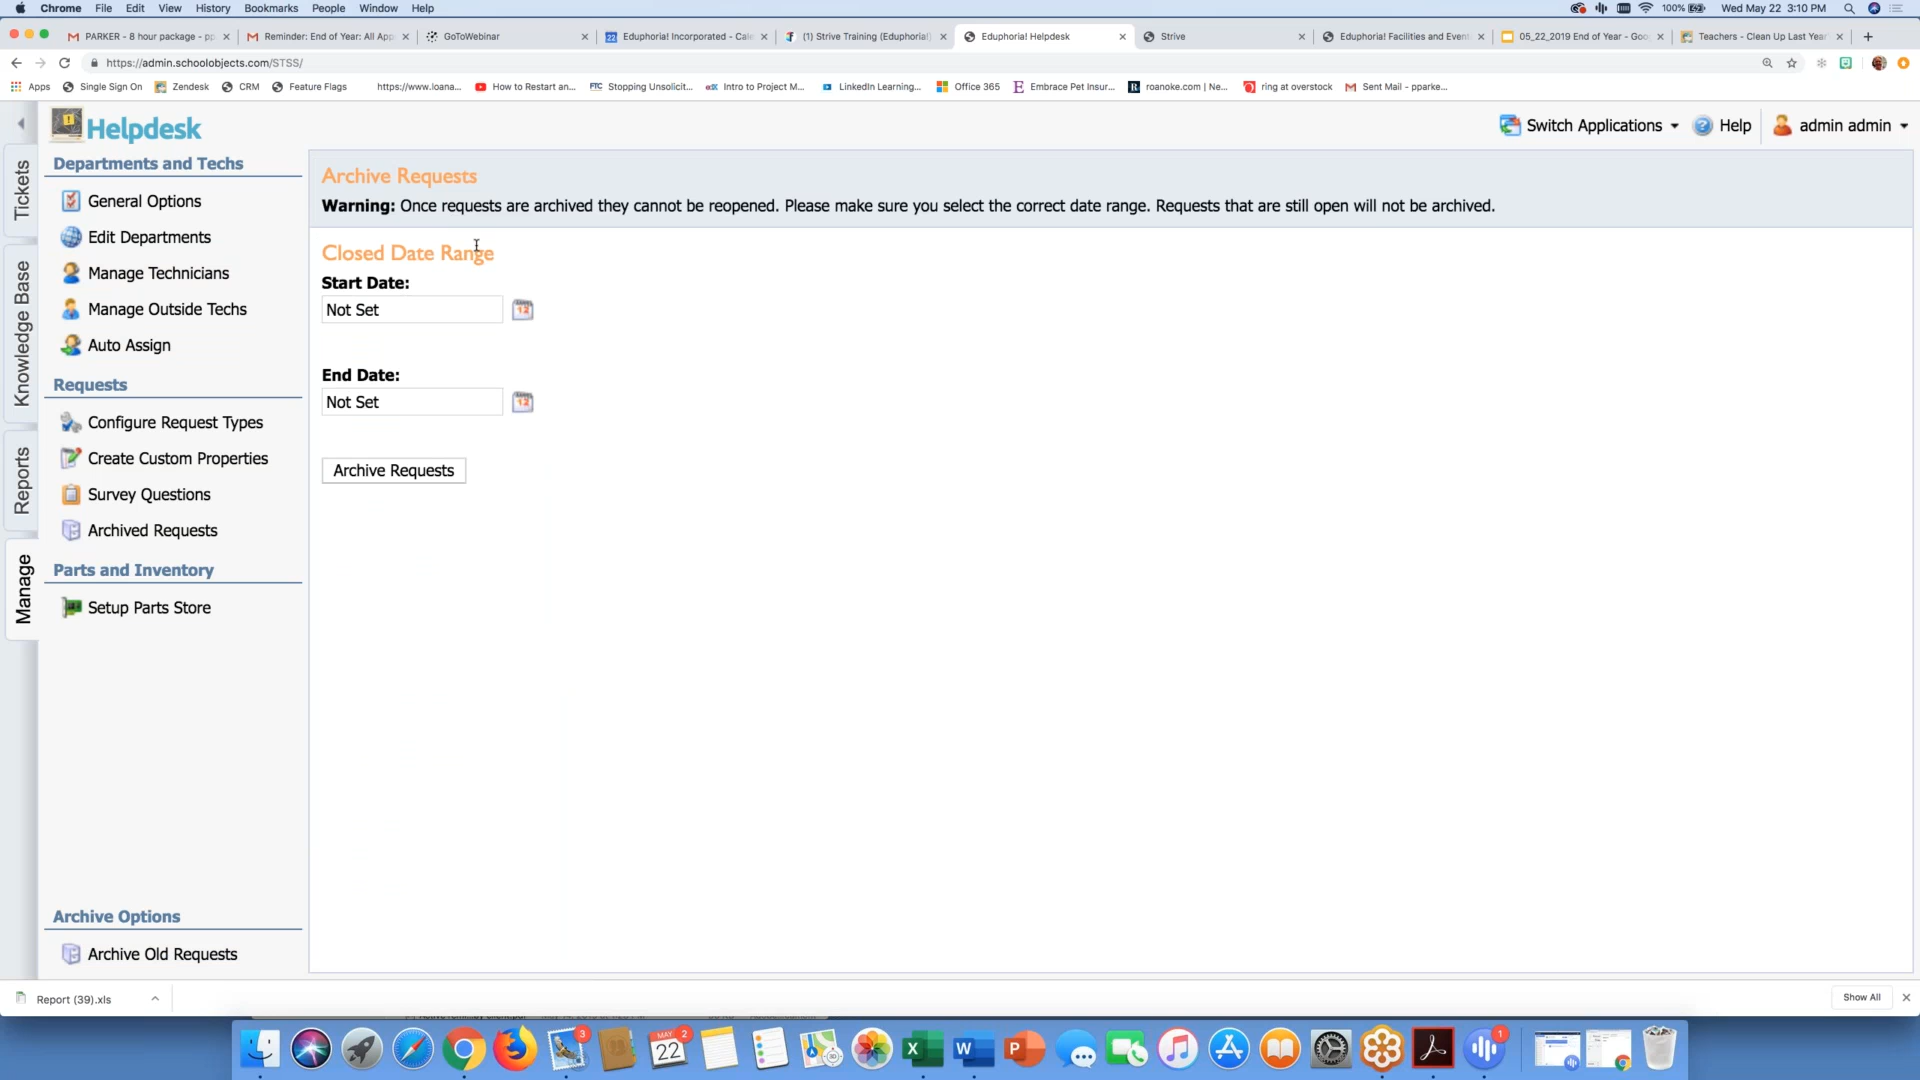 Chrome File Edit View History Bookmarks People Window Help 100% Wed May 22 3:10 PM
PARKER - 8 hour package - pp Reminder: End of Year: All App GoToWebinar Eduphoria! Incorporated - Cale (1) Strive Training (Eduphoria!) Eduphoria! Helpdesk Strive Eduphoria! Facilities and Event 05_22_2019 End of Year - Goo Teachers - Clean Up Last Year
https://admin.schoolobjects.com/STSS/
Apps Single Sign On Zendesk CRM Feature Flags https://www.loana... How to Restart an... FTC Stopping Unsolicit... Intro to Project M... LinkedIn Learning... Office 365 Embrace Pet Insur... roanoke.com | Ne... ring at overstock Sent Mail - pparke...
Helpdesk
Switch Applications Help admin admin
Tickets
Knowledge Base
Reports
Manage
Departments and Techs
General Options
Edit Departments
Manage Technicians
Manage Outside Techs
Auto Assign
Requests
Configure Request Types
Create Custom Properties
Survey Questions
Archived Requests
Parts and Inventory
Setup Parts Store
Archive Options
Archive Old Requests
Archive Requests
Warning: Once requests are archived they cannot be reopened. Please make sure you select the correct date range. Requests that are still open will not be archived.
Closed Date Range
Start Date:
Not Set
End Date:
Not Set
Archive Requests
Report (39).xls
Show All
3
MAY 2
22
1